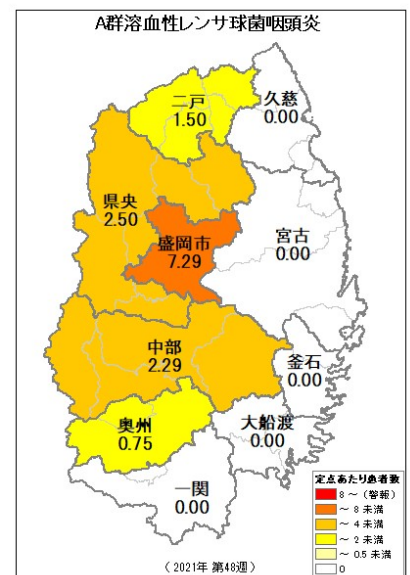 A群溶血性レンサ球菌咽頭炎
二戸
1.50
久慈
0.00
県央
2.50
盛岡市
7.29
宮古
0.00
中部
2.29
釜石
0.00
奥州
0.75
大船渡
0.00
一関
0.00
定点あたり患者数
8 ~ (警報)
~ 8 未満
~ 4 未満
~ 2 未満
~ 0.5 未満
0
(2021年 第48週)